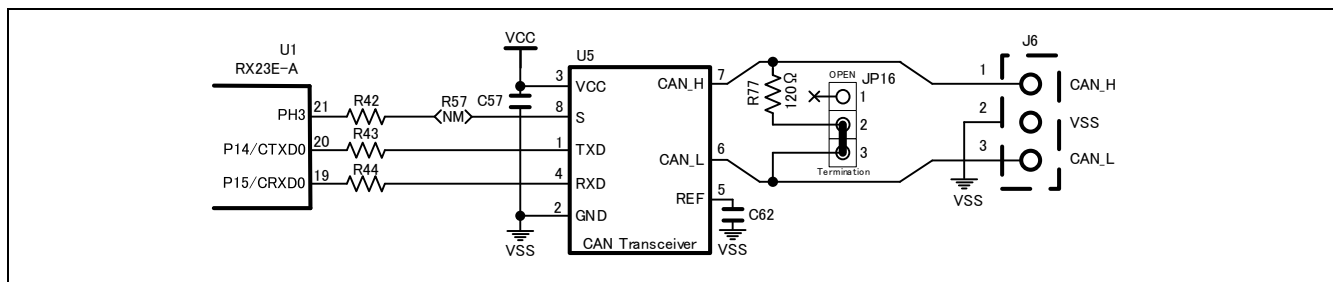 U1
RX23E-A
PH3 21 R42 R57 NM
P14/CTXD0 20 R43
P15/CRXD0 19 R44
VCC
C57
VSS
U5
3 VCC
8 S
1 TXD
4 RXD
2 GND
CAN_H 7
CAN_L 6
REF 5
CAN Transceiver
C62
VSS
R77
120Ω
OPEN
JP16
1
2
3
Termination
J6
1 CAN_H
2 VSS
3 CAN_L
VSS